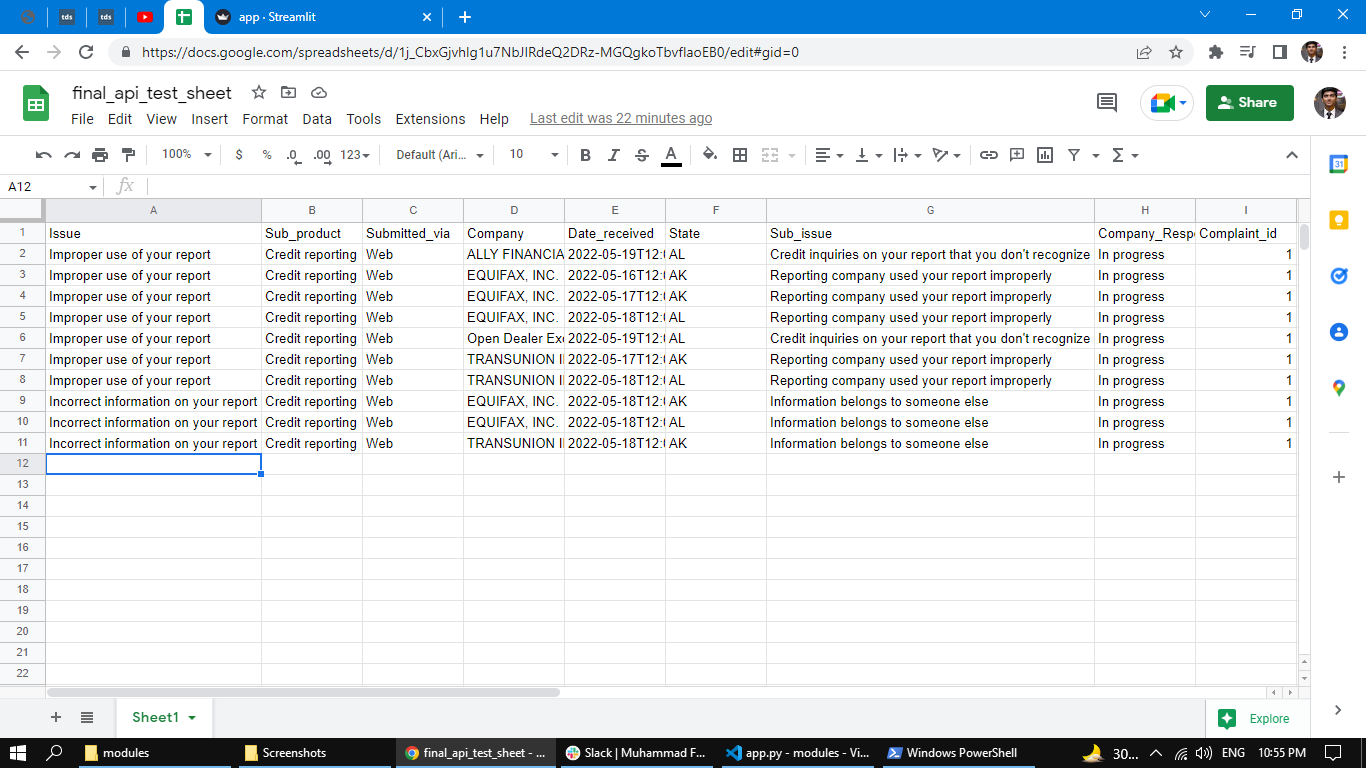 tds
tds
app · Streamlit
https://docs.google.com/spreadsheets/d/1j_CbxGjvhlg1u7NbJIRdeQ2DRz-MGQgkoTbvflaoEB0/edit#gid=0
final_api_test_sheet
File Edit View Insert Format Data Tools Extensions Help Last edit was 22 minutes ago
Share
100% $ % .0 .00 123 Default (Ari... 10 B I S A
A12 fx
A B C D E F G H I
1 Issue Sub_product Submitted_via Company Date_received State Sub_issue Company_Resp Complaint_id
2 Improper use of your report Credit reporting Web ALLY FINANCIA 2022-05-19T12:0 AL Credit inquiries on your report that you don't recognize In progress 1
3 Improper use of your report Credit reporting Web EQUIFAX, INC. 2022-05-16T12:0 AK Reporting company used your report improperly In progress 1
4 Improper use of your report Credit reporting Web EQUIFAX, INC. 2022-05-17T12:0 AK Reporting company used your report improperly In progress 1
5 Improper use of your report Credit reporting Web EQUIFAX, INC. 2022-05-18T12:0 AL Reporting company used your report improperly In progress 1
6 Improper use of your report Credit reporting Web Open Dealer Exc 2022-05-19T12:0 AL Credit inquiries on your report that you don't recognize In progress 1
7 Improper use of your report Credit reporting Web TRANSUNION I 2022-05-17T12:0 AK Reporting company used your report improperly In progress 1
8 Improper use of your report Credit reporting Web TRANSUNION I 2022-05-18T12:0 AL Reporting company used your report improperly In progress 1
9 Incorrect information on your report Credit reporting Web EQUIFAX, INC. 2022-05-18T12:0 AK Information belongs to someone else In progress 1
10 Incorrect information on your report Credit reporting Web EQUIFAX, INC. 2022-05-18T12:0 AL Information belongs to someone else In progress 1
11 Incorrect information on your report Credit reporting Web TRANSUNION I 2022-05-18T12:0 AK Information belongs to someone else In progress 1
12
13
14
15
16
17
18
19
20
21
22
31
Sheet1
Explore
modules Screenshots final_api_test_sheet - ... Slack | Muhammad F... app.py - modules - Vi... Windows PowerShell 30... ENG 10:55 PM